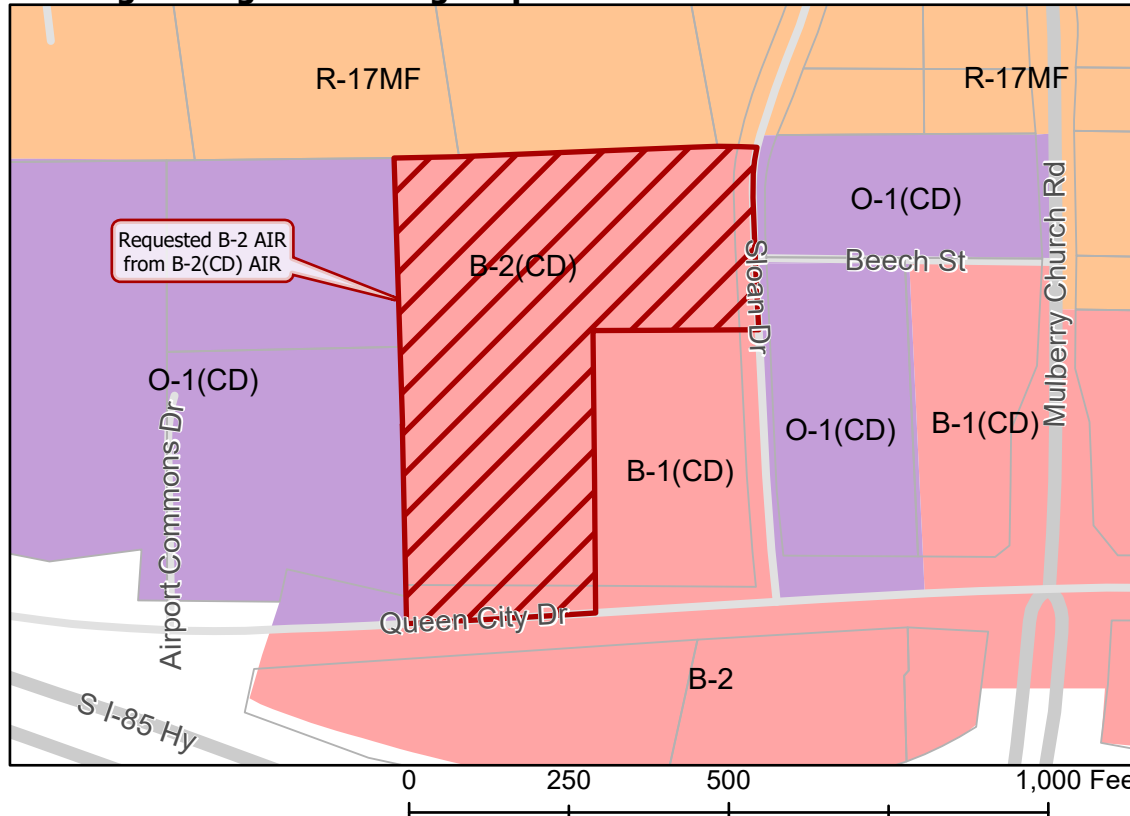 R-17MF
R-17MF
O-1(CD)
Mulberry Church Rd
Requested B-2 AIR
from B-2(CD) AIR
B-2(CD)
Sloan Dr
Beech St
O-1(CD)
Airport Commons Dr
O-1(CD)
B-1(CD)
B-1(CD)
Queen City Dr
B-2
S I-85 Hy
0 250 500 1,000 Fee